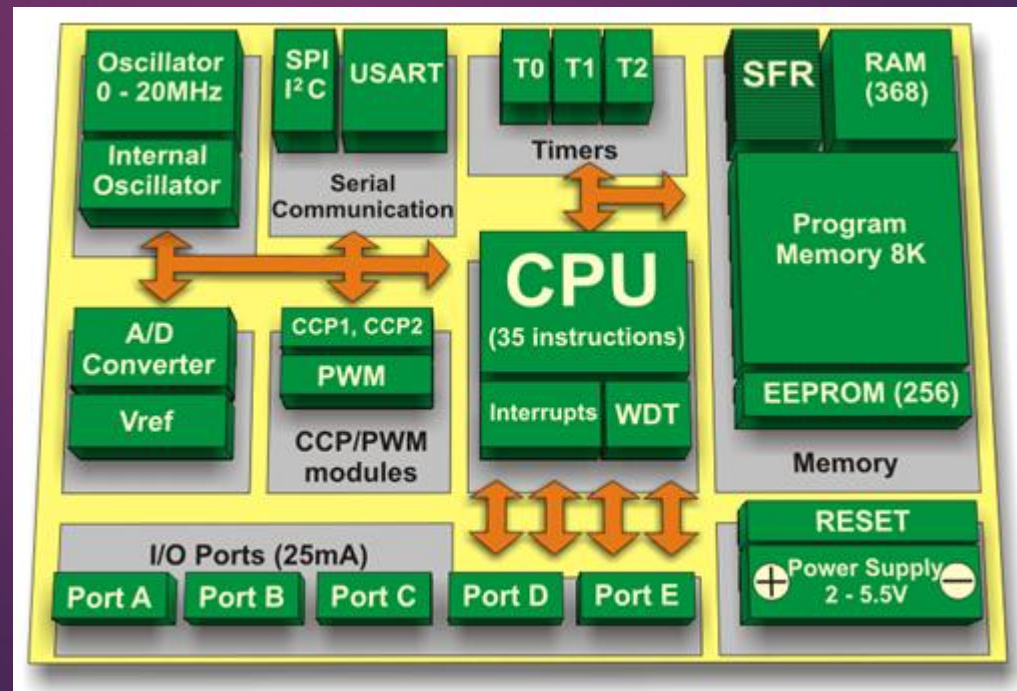 Oscillator
0 - 20MHz
Internal
Oscillator
SPI
I²C
USART
Serial
Communication
T0 T1 T2
Timers
SFR
RAM
(368)
Program
Memory 8K
EEPROM (256)
Memory
A/D
Converter
Vref
CCP1, CCP2
PWM
CCP/PWM
modules
CPU
(35 instructions)
Interrupts
WDT
I/O Ports (25mA)
Port A Port B Port C Port D Port E
RESET
+ Power Supply −
2 - 5.5V